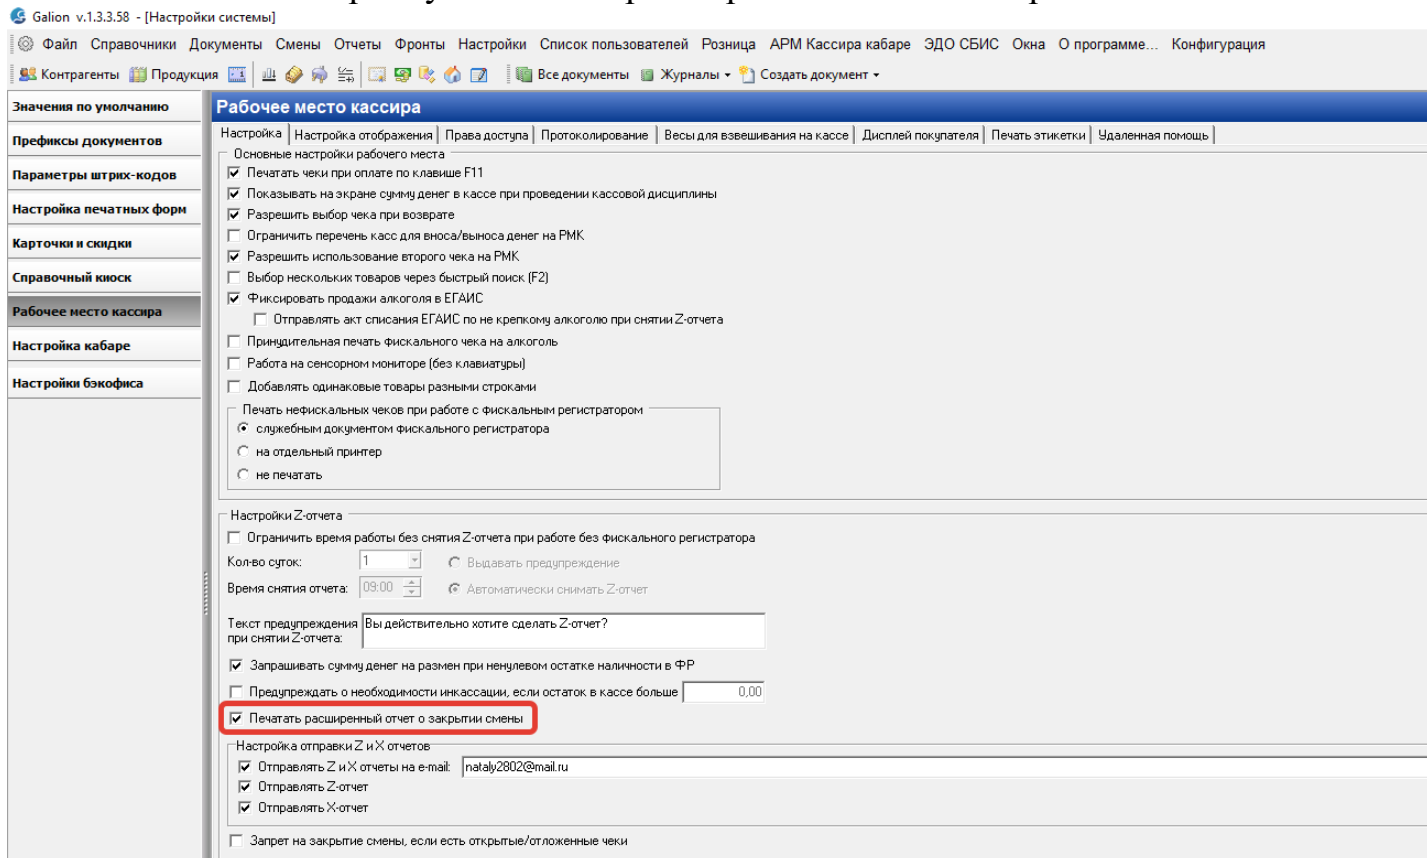 Galion v.1.3.3.58 - [Настройки системы]
Файл Справочники Документы Смены Отчеты Фронты Настройки Список пользователей Розница АРМ Кассира кабаре ЭДО СБИС Окна О программе... Конфигурация
Контрагенты Продукция Все документы Журналы Создать документ
Значения по умолчанию
Префиксы документов
Параметры штрих-кодов
Настройка печатных форм
Карточки и скидки
Справочный киоск
Рабочее место кассира
Настройка кабаре
Настройки бэкофиса
Рабочее место кассира
Настройка Настройка отображения Права доступа Протоколирование Весы для взвешивания на кассе Дисплей покупателя Печать этикетки Удаленная помощь
Основные настройки рабочего места
Печатать чеки при оплате по клавише F11
Показывать на экране сумму денег в кассе при проведении кассовой дисциплины
Разрешить выбор чека при возврате
Ограничить перечень касс для вноса/выноса денег на РМК
Разрешить использование второго чека на РМК
Выбор нескольких товаров через быстрый поиск (F2)
Фиксировать продажи алкоголя в ЕГАИС
Отправлять акт списания ЕГАИС по не крепкому алкоголю при снятии Z-отчета
Принудительная печать фискального чека на алкоголь
Работа на сенсорном мониторе (без клавиатуры)
Добавлять одинаковые товары разными строками
Печать нефискальных чеков при работе с фискальным регистратором
служебным документом фискального регистратора
на отдельный принтер
не печатать
Настройки Z-отчета
Ограничить время работы без снятия Z-отчета при работе без фискального регистратора
Кол-во суток: 1 Выдавать предупреждение
Время снятия отчета: 09:00 Автоматически снимать Z-отчет
Текст предупреждения Вы действительно хотите сделать Z-отчет?
при снятии Z-отчета:
Запрашивать сумму денег на размен при ненулевом остатке наличности в ФР
Предупреждать о необходимости инкассации, если остаток в кассе больше 0,00
Печатать расширенный отчет о закрытии смены
Настройка отправки Z и X отчетов
Отправлять Z и X отчеты на e-mail: nataly2802@mail.ru
Отправлять Z-отчет
Отправлять X-отчет
Запрет на закрытие смены, если есть открытые/отложенные чеки